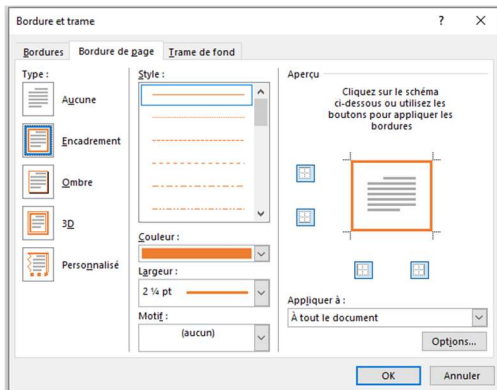 Bordure et trame
? X
Bordures
Bordure de page
Trame de fond
Type :
Aucune
Encadrement
Ombre
3D
Personnalisé
Style :
Couleur :
Largeur :
2 ¼ pt
Motif :
(aucun)
Aperçu
Cliquez sur le schéma
ci-dessous ou utilisez les
boutons pour appliquer les
bordures
Appliquer à :
À tout le document
Options...
OK
Annuler